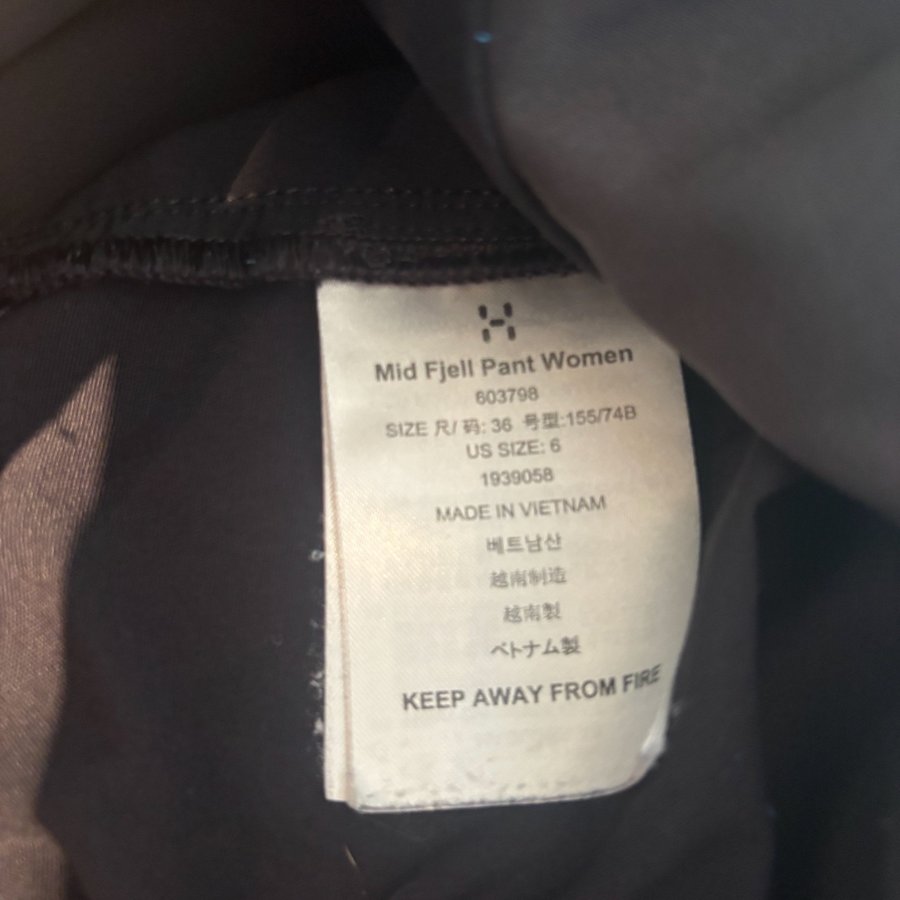 Mid Fjell Pant Women
603798
SIZE 尺/ 码: 36 号型:155/74B
US SIZE: 6
1939058
MADE IN VIETNAM
베트남산
越南制造
越南製
ベトナム製
KEEP AWAY FROM FIRE